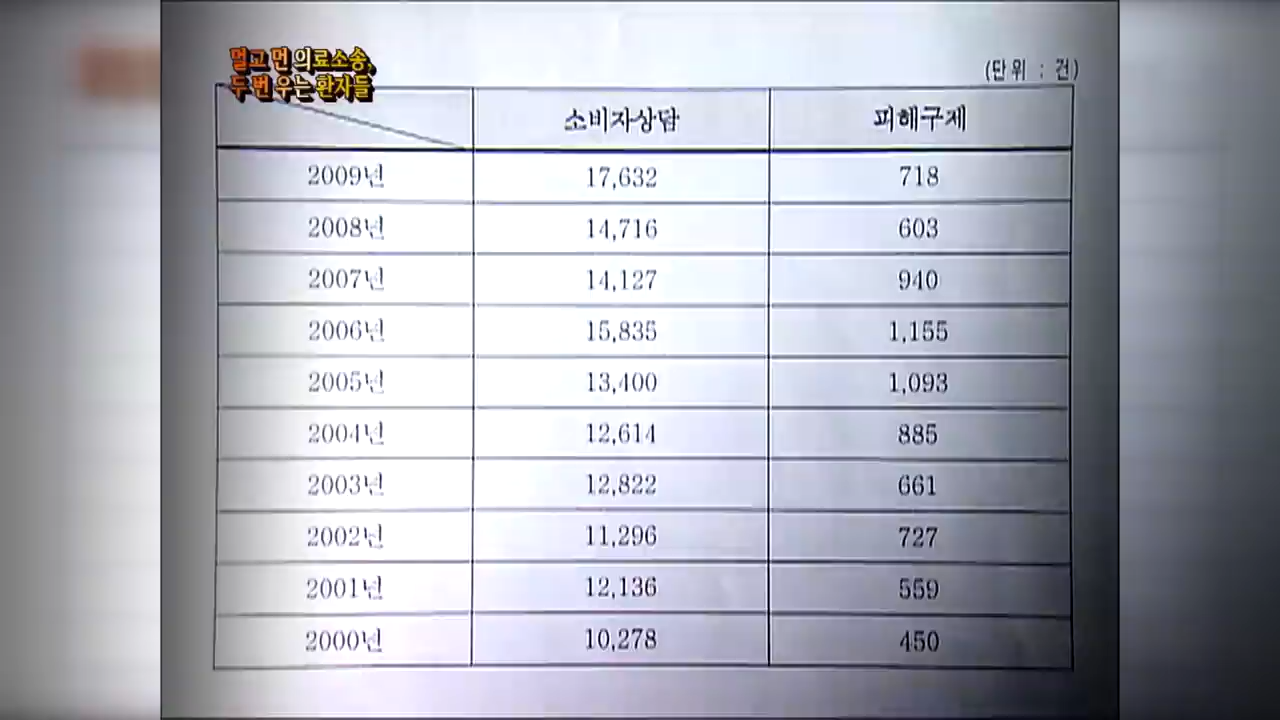 멀고 먼 의료소송,
두 번 우는 환자들
(단위 : 건)
소비자상담 피해구제
2009년 17,632 718
2008년 14,716 603
2007년 14,127 940
2006년 15,835 1,155
2005년 13,400 1,093
2004년 12,614 885
2003년 12,822 661
2002년 11,296 727
2001년 12,136 559
2000년 10,278 450